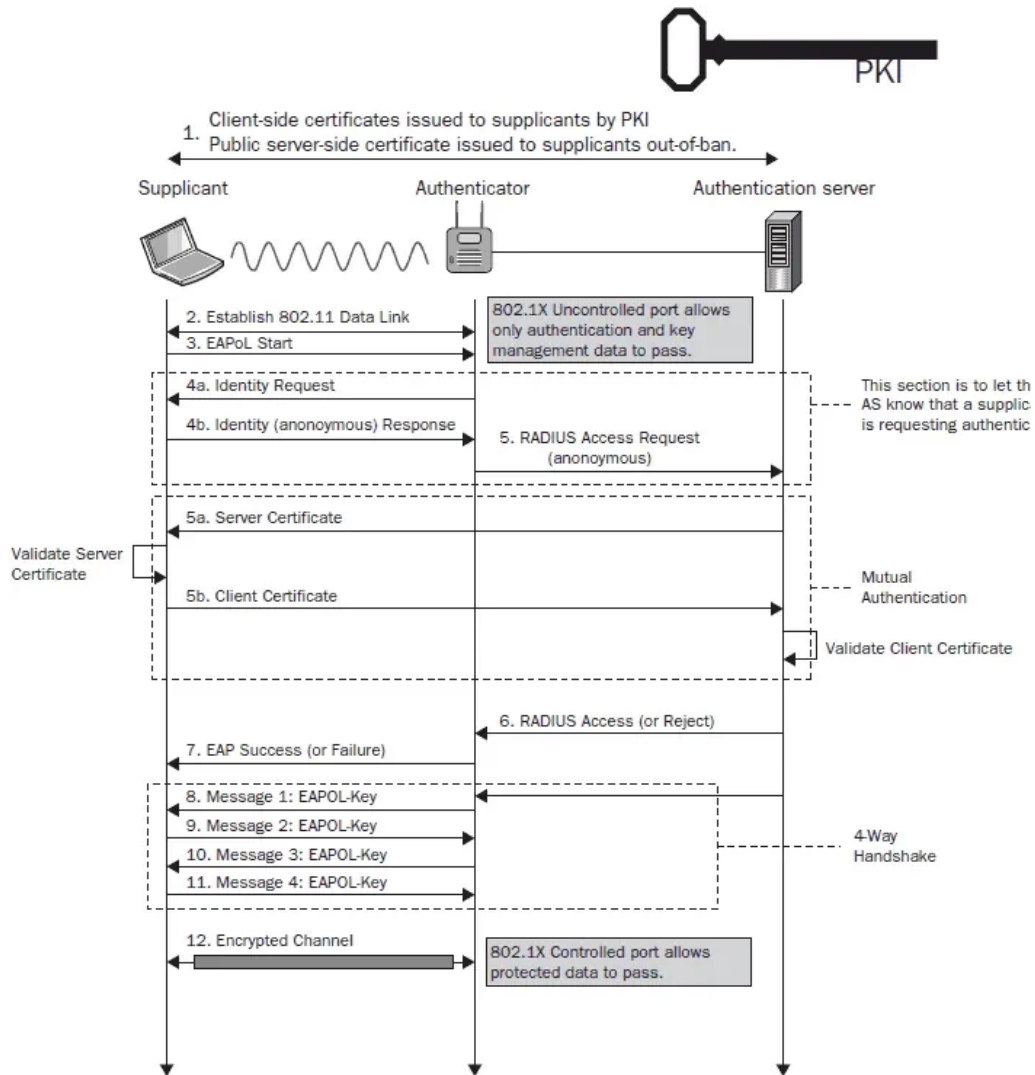 PKI
Client-side certificates issued to supplicants by PKI
1.
Public server-side certificate issued to supplicants out-of-ban.
Supplicant
Authenticator
Authentication server
802.1X Uncontrolled port allows
only authentication and key
management data to pass.
2. Establish 802.11 Data Link
3. EAPoL Start
4a. Identity Request
This section is to let th
AS know that a supplic
is requesting authentic
4b. Identity (anonoymous) Response
5. RADIUS Access Request
(anonoymous)
5a. Server Certificate
Validate Server
Certificate
5b. Client Certificate
Mutual
Authentication
Validate Client Certificate
6. RADIUS Access (or Reject)
7. EAP Success (or Failure)
8. Message 1: EAPOL-Key
9. Message 2: EAPOL-Key
10. Message 3: EAPOL-Key
11. Message 4: EAPOL-Key
4-Way
Handshake
12. Encrypted Channel
802.1X Controlled port allows
protected data to pass.